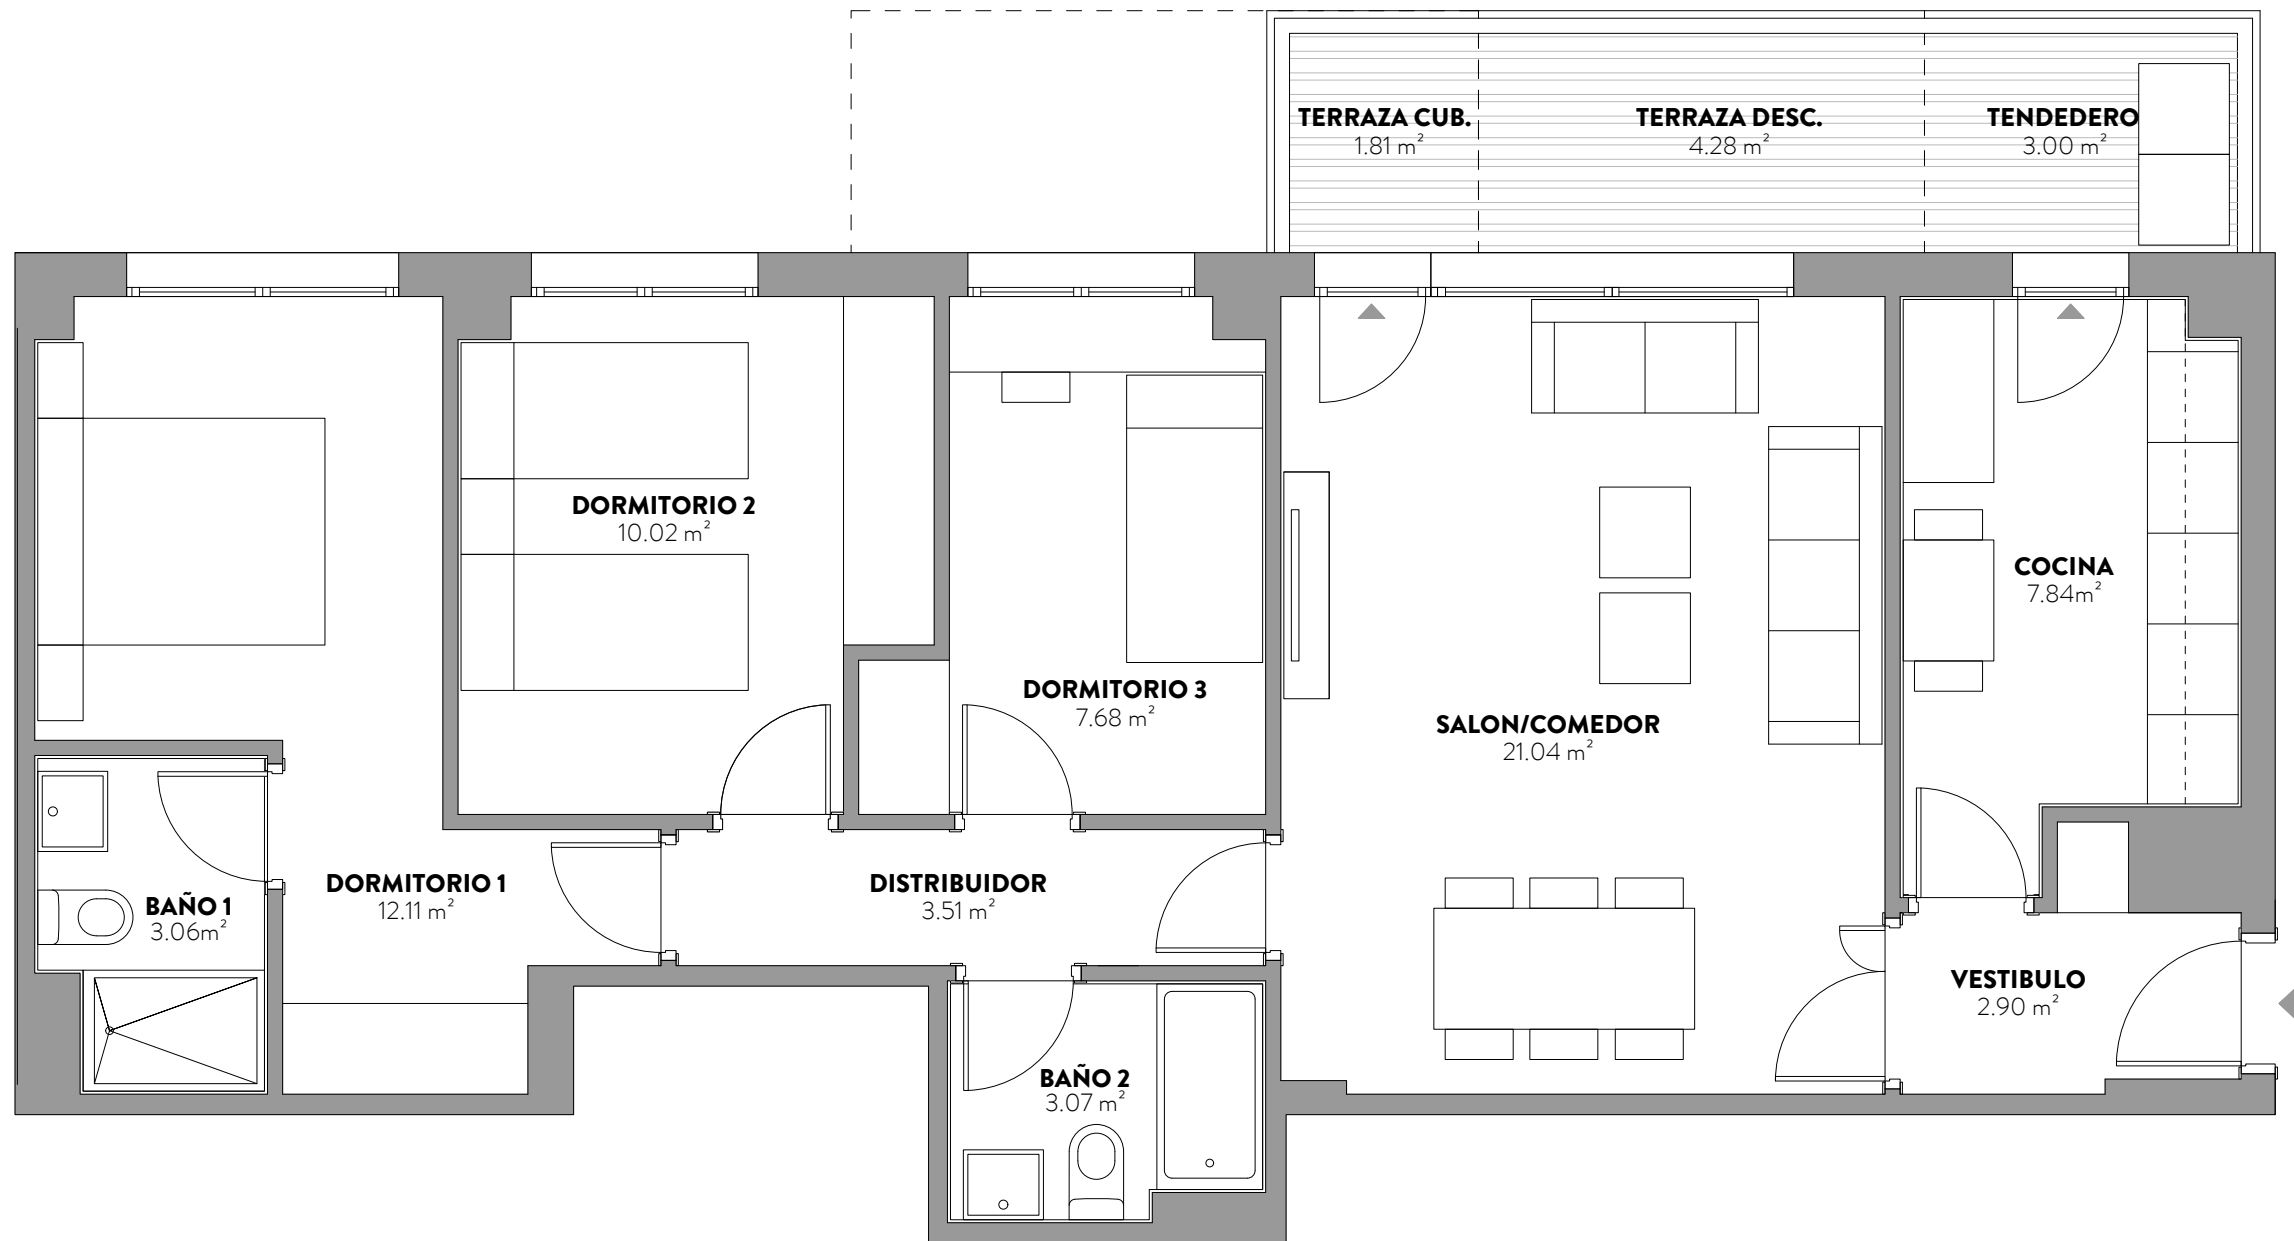 TERRAZA CUB.
1.81 m²
TERRAZA DESC.
4.28 m²
TENDEDERO
3.00 m²
DORMITORIO 2
10.02 m²
COCINA
7.84m²
DORMITORIO 3
7.68 m²
SALON/COMEDOR
21.04 m²
DORMITORIO 1
12.11 m²
DISTRIBUIDOR
3.51 m²
BAÑO 1
3.06m²
VESTIBULO
2.90 m²
BAÑO 2
3.07 m²